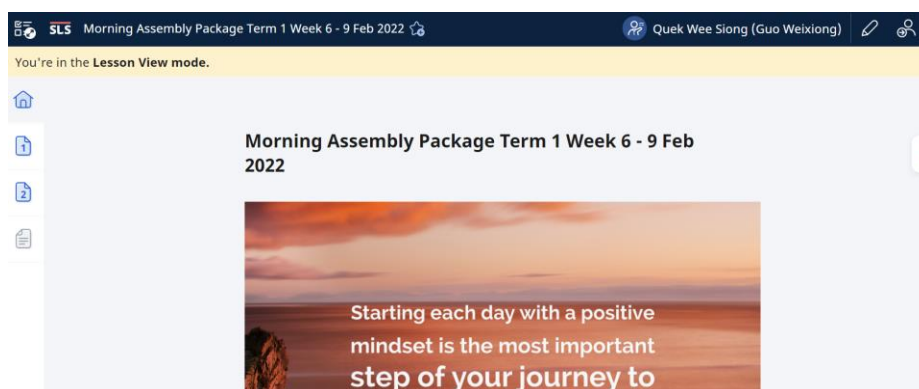 SLS Morning Assembly Package Term 1 Week 6 - 9 Feb 2022 Quek Wee Siong (Guo Weixiong)
You're in the Lesson View mode.
1
2
Morning Assembly Package Term 1 Week 6 - 9 Feb
2022
Starting each day with a positive
mindset is the most important
step of your journey to